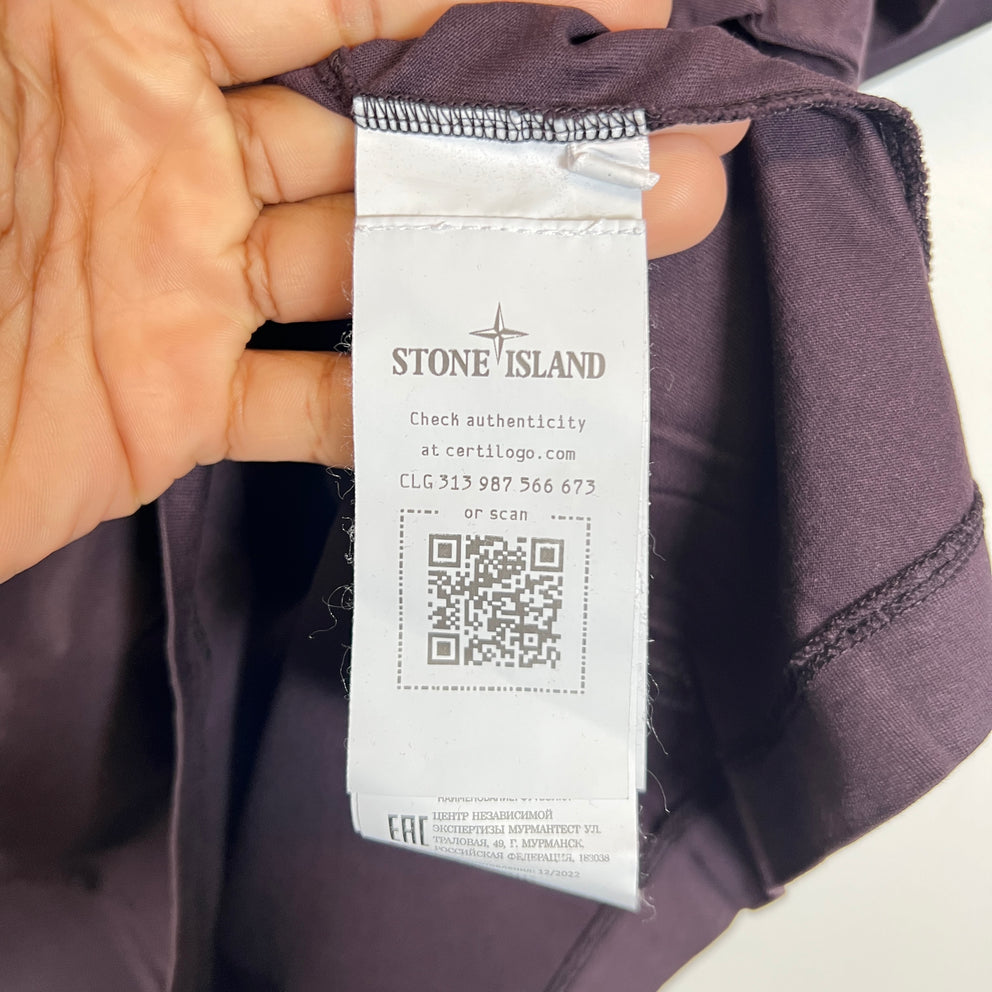 STONE ISLAND
Check authenticity
at certilogo.com
CLG 313 987 566 673
or scan
EAC
ЦЕНТР НЕЗАВИСИМОЙ
ЭКСПЕРТИЗЫ МУРМАНТЕСТ УЛ.
ТРАЛОВАЯ, 49, Г. МУРМАНСК,
РОССИЙСКАЯ ФЕДЕРАЦИЯ, 183038
12/2022